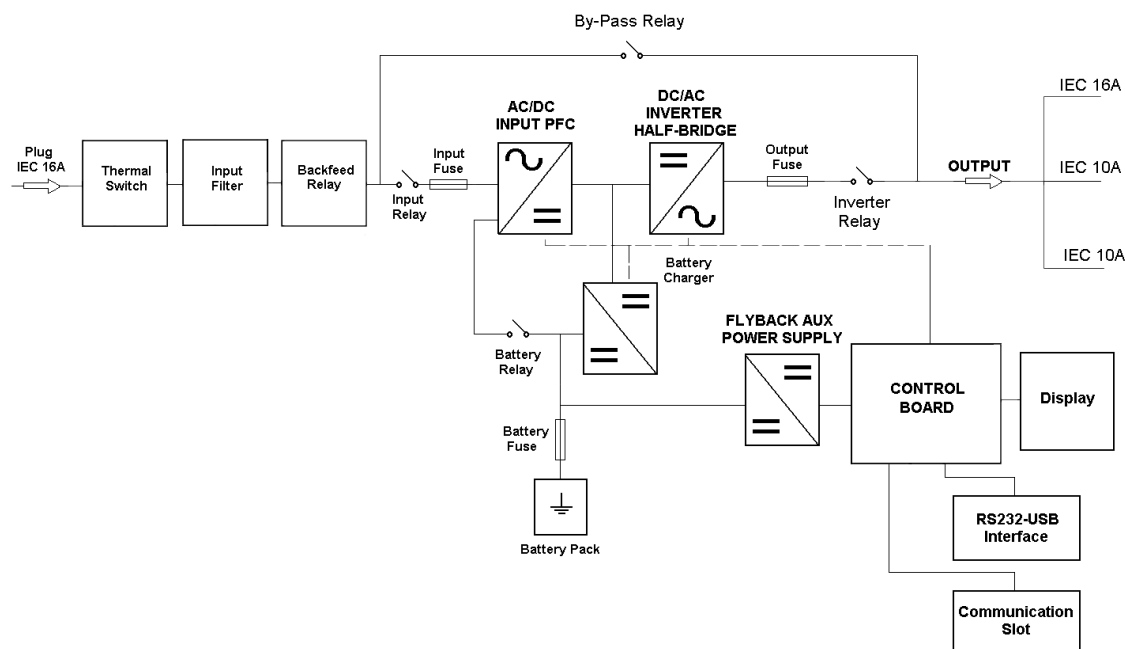 By-Pass Relay
IEC 16A
AC/DC
INPUT PFC
DC/AC
INVERTER
HALF-BRIDGE
Plug
IEC 16A
Thermal
Switch
Input
Filter
Backfeed
Relay
Input
Fuse
Input
Relay
Output
Fuse
Inverter
Relay
OUTPUT
IEC 10A
IEC 10A
Battery
Charger
Battery
Relay
FLYBACK AUX
POWER SUPPLY
CONTROL
BOARD
Display
Battery
Fuse
Battery Pack
RS232-USB
Interface
Communication
Slot